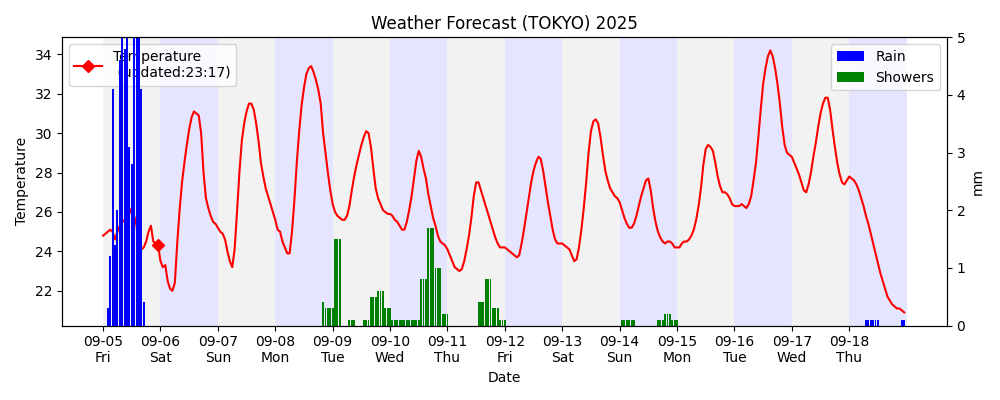 Weather Forecast (TOKYO) 2025
Temperature
(updated:23:17)
Rain
Showers
34
32
30
28
26
24
22
Temperature
5
4
3
2
1
0
mm
09-05 09-06 09-07 09-08 09-09 09-10 09-11 09-12 09-13 09-14 09-15 09-16 09-17 09-18
Fri Sat Sun Mon Tue Wed Thu Fri Sat Sun Mon Tue Wed Thu
Date